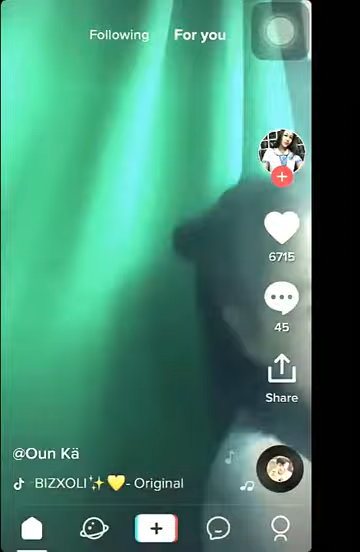 Following For you
6715
45
Share
@Oun Kä
BIZXOLI✨💛- Original